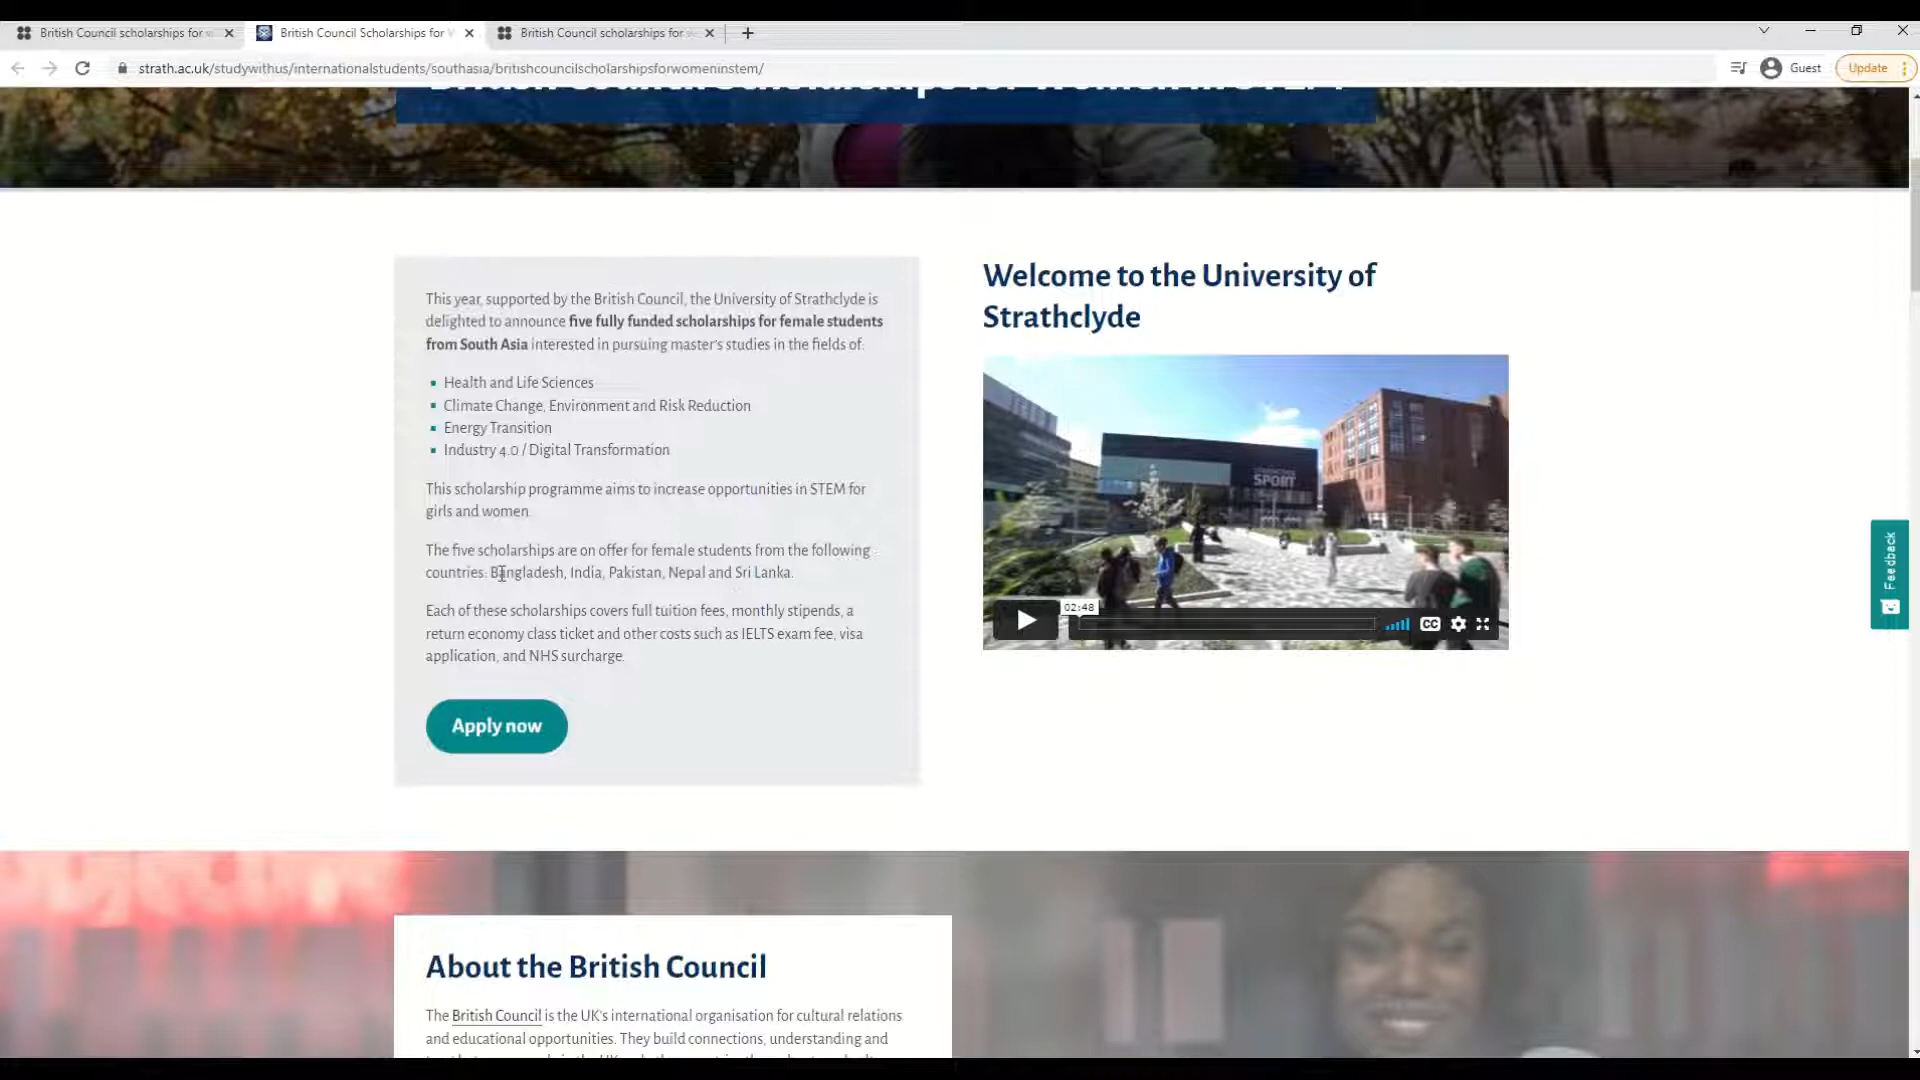 British Council scholarships for
British Council Scholarships for
British Council scholarships for
strath.ac.uk/studywithus/internationalstudents/southasia/britishcouncilscholarshipsforwomeninstem/
Guest
Update
British Council Scholarships for Women in STEM
This year, supported by the British Council, the University of Strathclyde is
delighted to announce five fully funded scholarships for female students
from South Asia interested in pursuing master's studies in the fields of:
Health and Life Sciences
Climate Change, Environment and Risk Reduction
Energy Transition
Industry 4.0 / Digital Transformation
This scholarship programme aims to increase opportunities in STEM for
girls and women.
The five scholarships are on offer for female students from the following
countries: Bangladesh, India, Pakistan, Nepal and Sri Lanka.
Each of these scholarships covers full tuition fees, monthly stipends, a
return economy class ticket and other costs such as IELTS exam fee, visa
application, and NHS surcharge.
Apply now
Welcome to the University of
Strathclyde
SPORT
02:48
CC
Feedback
About the British Council
The British Council is the UK's international organisation for cultural relations
and educational opportunities. They build connections, understanding and